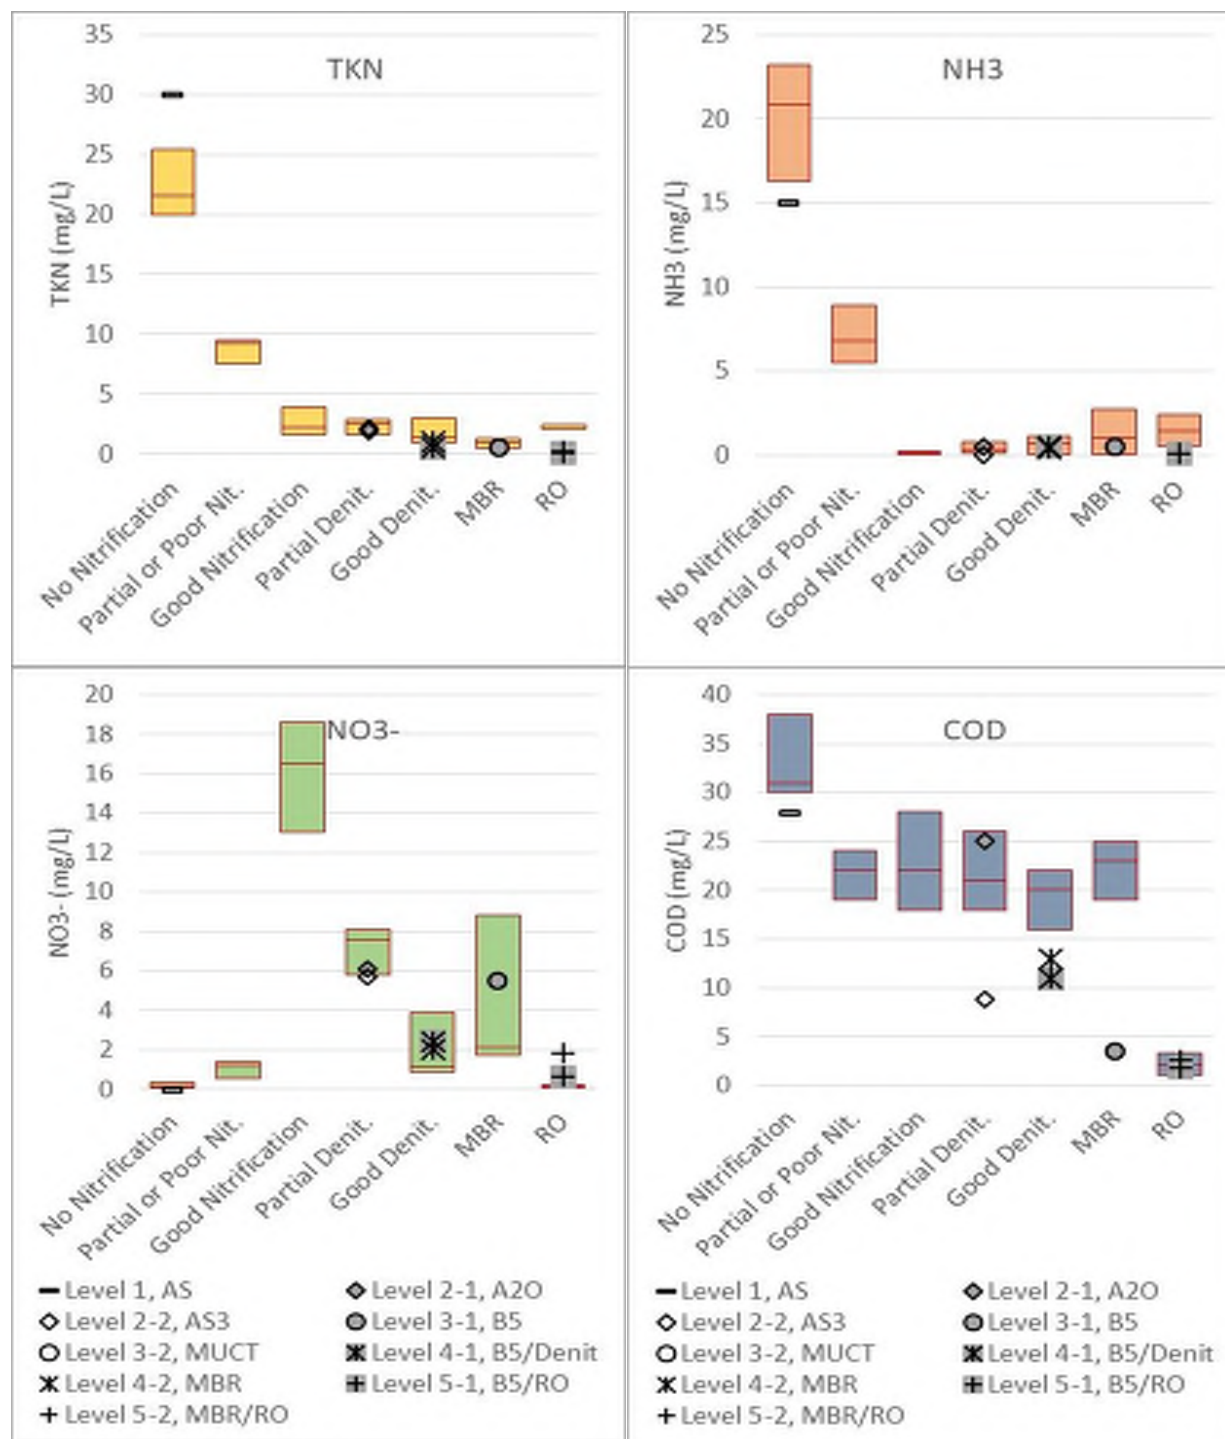 TKN
TKN (mg/L)
35
30
25
20
15
10
5
0
No Nitrification
Partial or Poor Nit.
Good Nitrification
Partial Denit.
Good Denit.
MBR
RO
NH3
NH3 (mg/L)
25
20
15
10
5
0
No Nitrification
Partial or Poor Nit.
Good Nitrification
Partial Denit.
Good Denit.
MBR
RO
NO3-
NO3- (mg/L)
20
18
16
14
12
10
8
6
4
2
0
No Nitrification
Partial or Poor Nit.
Good Nitrification
Partial Denit.
Good Denit.
MBR
RO
Level 1, AS
Level 2-1, A2O
Level 2-2, AS3
Level 3-1, B5
Level 3-2, MUCT
Level 4-1, B5/Denit
Level 4-2, MBR
Level 5-1, B5/RO
Level 5-2, MBR/RO
COD
COD (mg/L)
40
35
30
25
20
15
10
5
0
No Nitrification
Partial or Poor Nit.
Good Nitrification
Partial Denit.
Good Denit.
MBR
RO
Level 1, AS
Level 2-1, A2O
Level 2-2, AS3
Level 3-1, B5
Level 3-2, MUCT
Level 4-1, B5/Denit
Level 4-2, MBR
Level 5-1, B5/RO
Level 5-2, MBR/RO